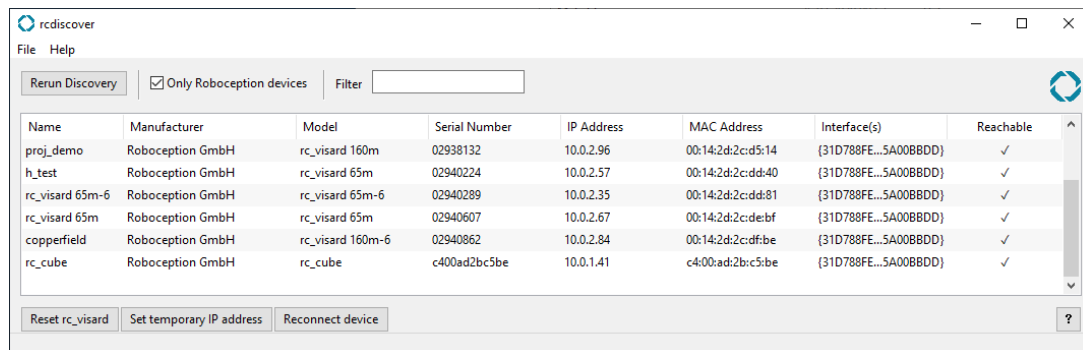 rcdiscover
File Help
Rerun Discovery Only Roboception devices Filter
Name Manufacturer Model Serial Number IP Address MAC Address Interface(s) Reachable
proj_demo Roboception GmbH rc_visard 160m 02938132 10.0.2.96 00:14:2d:2c:d5:14 {31D788FE...5A00BBDD} ✓
h_test Roboception GmbH rc_visard 65m 02940224 10.0.2.57 00:14:2d:2c:dd:40 {31D788FE...5A00BBDD} ✓
rc_visard 65m-6 Roboception GmbH rc_visard 65m-6 02940289 10.0.2.35 00:14:2d:2c:dd:81 {31D788FE...5A00BBDD} ✓
rc_visard 65m Roboception GmbH rc_visard 65m 02940607 10.0.2.67 00:14:2d:2c:de:bf {31D788FE...5A00BBDD} ✓
copperfield Roboception GmbH rc_visard 160m-6 02940862 10.0.2.84 00:14:2d:2c:df:be {31D788FE...5A00BBDD} ✓
rc_cube Roboception GmbH rc_cube c400ad2bc5be 10.0.1.41 c4:00:ad:2b:c5:be {31D788FE...5A00BBDD} ✓
Reset rc_visard Set temporary IP address Reconnect device ?